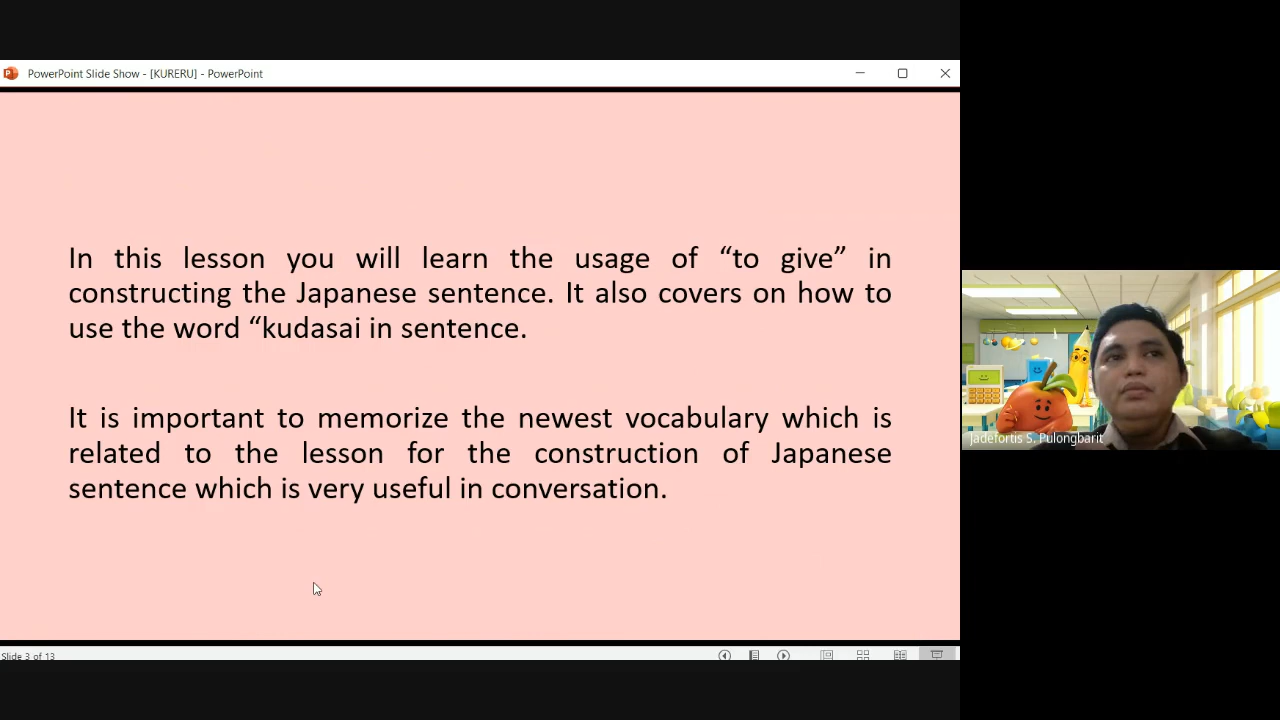 PowerPoint Slide Show - [KURERU] - PowerPoint
In this lesson you will learn the usage of “to give” in
constructing the Japanese sentence. It also covers on how to
use the word “kudasai in sentence.
It is important to memorize the newest vocabulary which is
related to the lesson for the construction of Japanese
sentence which is very useful in conversation.
Jadefortis S. Pulongbarit
Slide 3 of 13